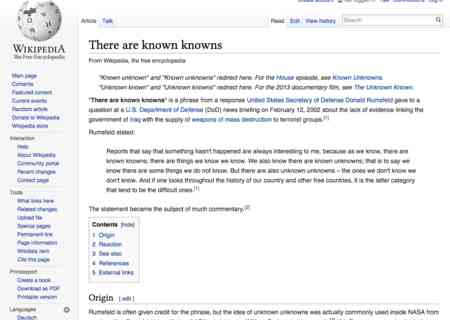 WIKIPEDIA
The Free Encyclopedia
Main page
Contents
Featured content
Current events
Random article
Donate to Wikipedia
Wikipedia store
Interaction
Help
About Wikipedia
Community portal
Recent changes
Contact page
Tools
What links here
Related changes
Upload file
Special pages
Permanent link
Page information
Wikidata item
Cite this page
Print/export
Create a book
Download as PDF
Printable version
Languages
Deutsch
Article Talk
Read Edit View history
Search
There are known knowns
From Wikipedia, the free encyclopedia
"Known unknown" and "Known unknowns" redirect here. For the House episode, see Known Unknowns.
"Unknown known" and "Unknown knowns" redirect here. For the 2013 documentary film, see The Unknown Known.
"There are known knowns" is a phrase from a response United States Secretary of Defense Donald Rumsfeld gave to a
question at a U.S. Department of Defense (DoD) news briefing on February 12, 2002 about the lack of evidence linking the
government of Iraq with the supply of weapons of mass destruction to terrorist groups.[1]
Rumsfeld stated:
Reports that say that something hasn't happened are always interesting to me, because as we know, there are
known knowns; there are things we know we know. We also know there are known unknowns; that is to say we
know there are some things we do not know. But there are also unknown unknowns – the ones we don't know we
don't know. And if one looks throughout the history of our country and other free countries, it is the latter category
that tend to be the difficult ones.[1]
The statement became the subject of much commentary.[2]
Contents [hide]
1 Origin
2 Reaction
3 See also
4 References
5 External links
Origin [ edit ]
Rumsfeld is often given credit for the phrase, but the idea of unknown unknowns was actually commonly used inside NASA from